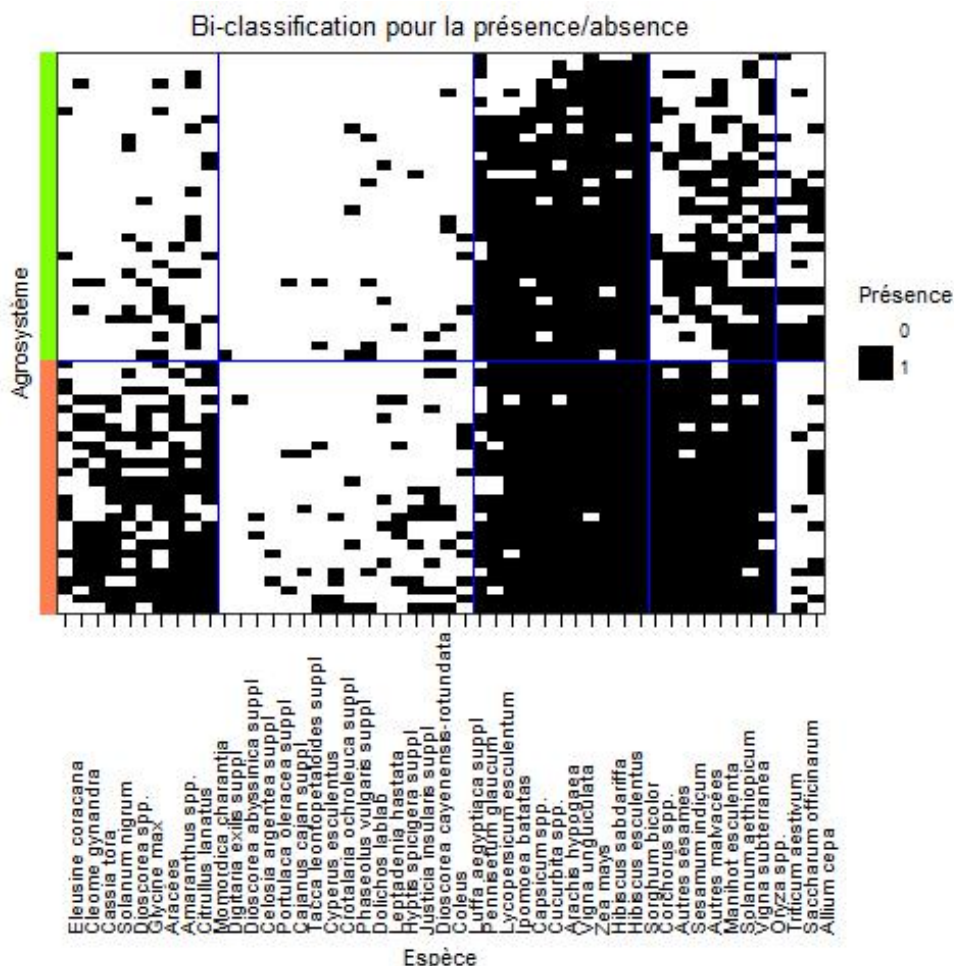 Bi-classification pour la présence/absence
Agrosystème
Présence
0
1
Eleusine coracana
Cleome gynandra
Cassia tora
Solanum nigrum
Dioscorea spp.
Glycine max
Aracées
Amaranthus spp.
Citrullus lanatus
Momordica charantia
Digitaria exilis suppl
Dioscorea abyssinica suppl
Celosia argentea suppl
Portulaca oleracea suppl
Cajanus cajan suppl
Tacca leontopetaloides suppl
Cyperus esculentus
Crotalaria ochroleuca suppl
Phaseolus vulgaris suppl
Dolichos lablab
Leptadenia hastata
Hyptis spicigera suppl
Justicia insularis suppl
Dioscorea cayenensis-rotundata
Coleus
Luffa aegyptiaca suppl
Pennisetum glaucum
Lycopersicum esculentum
Ipomoea batatas
Capsicum spp.
Cucurbita spp.
Arachis hypogaea
Vigna unguiculata
Zea mays
Hibiscus sabdariffa
Hibiscus esculentus
Sorghum bicolor
Corchorus spp.
Autres sésames
Sesamum indicum
Autres malvacées
Manihot esculenta
Solanum aethiopicum
Vigna subterranea
Oryza spp.
Triticum aestivum
Saccharum officinarum
Allium cepa
Espèce